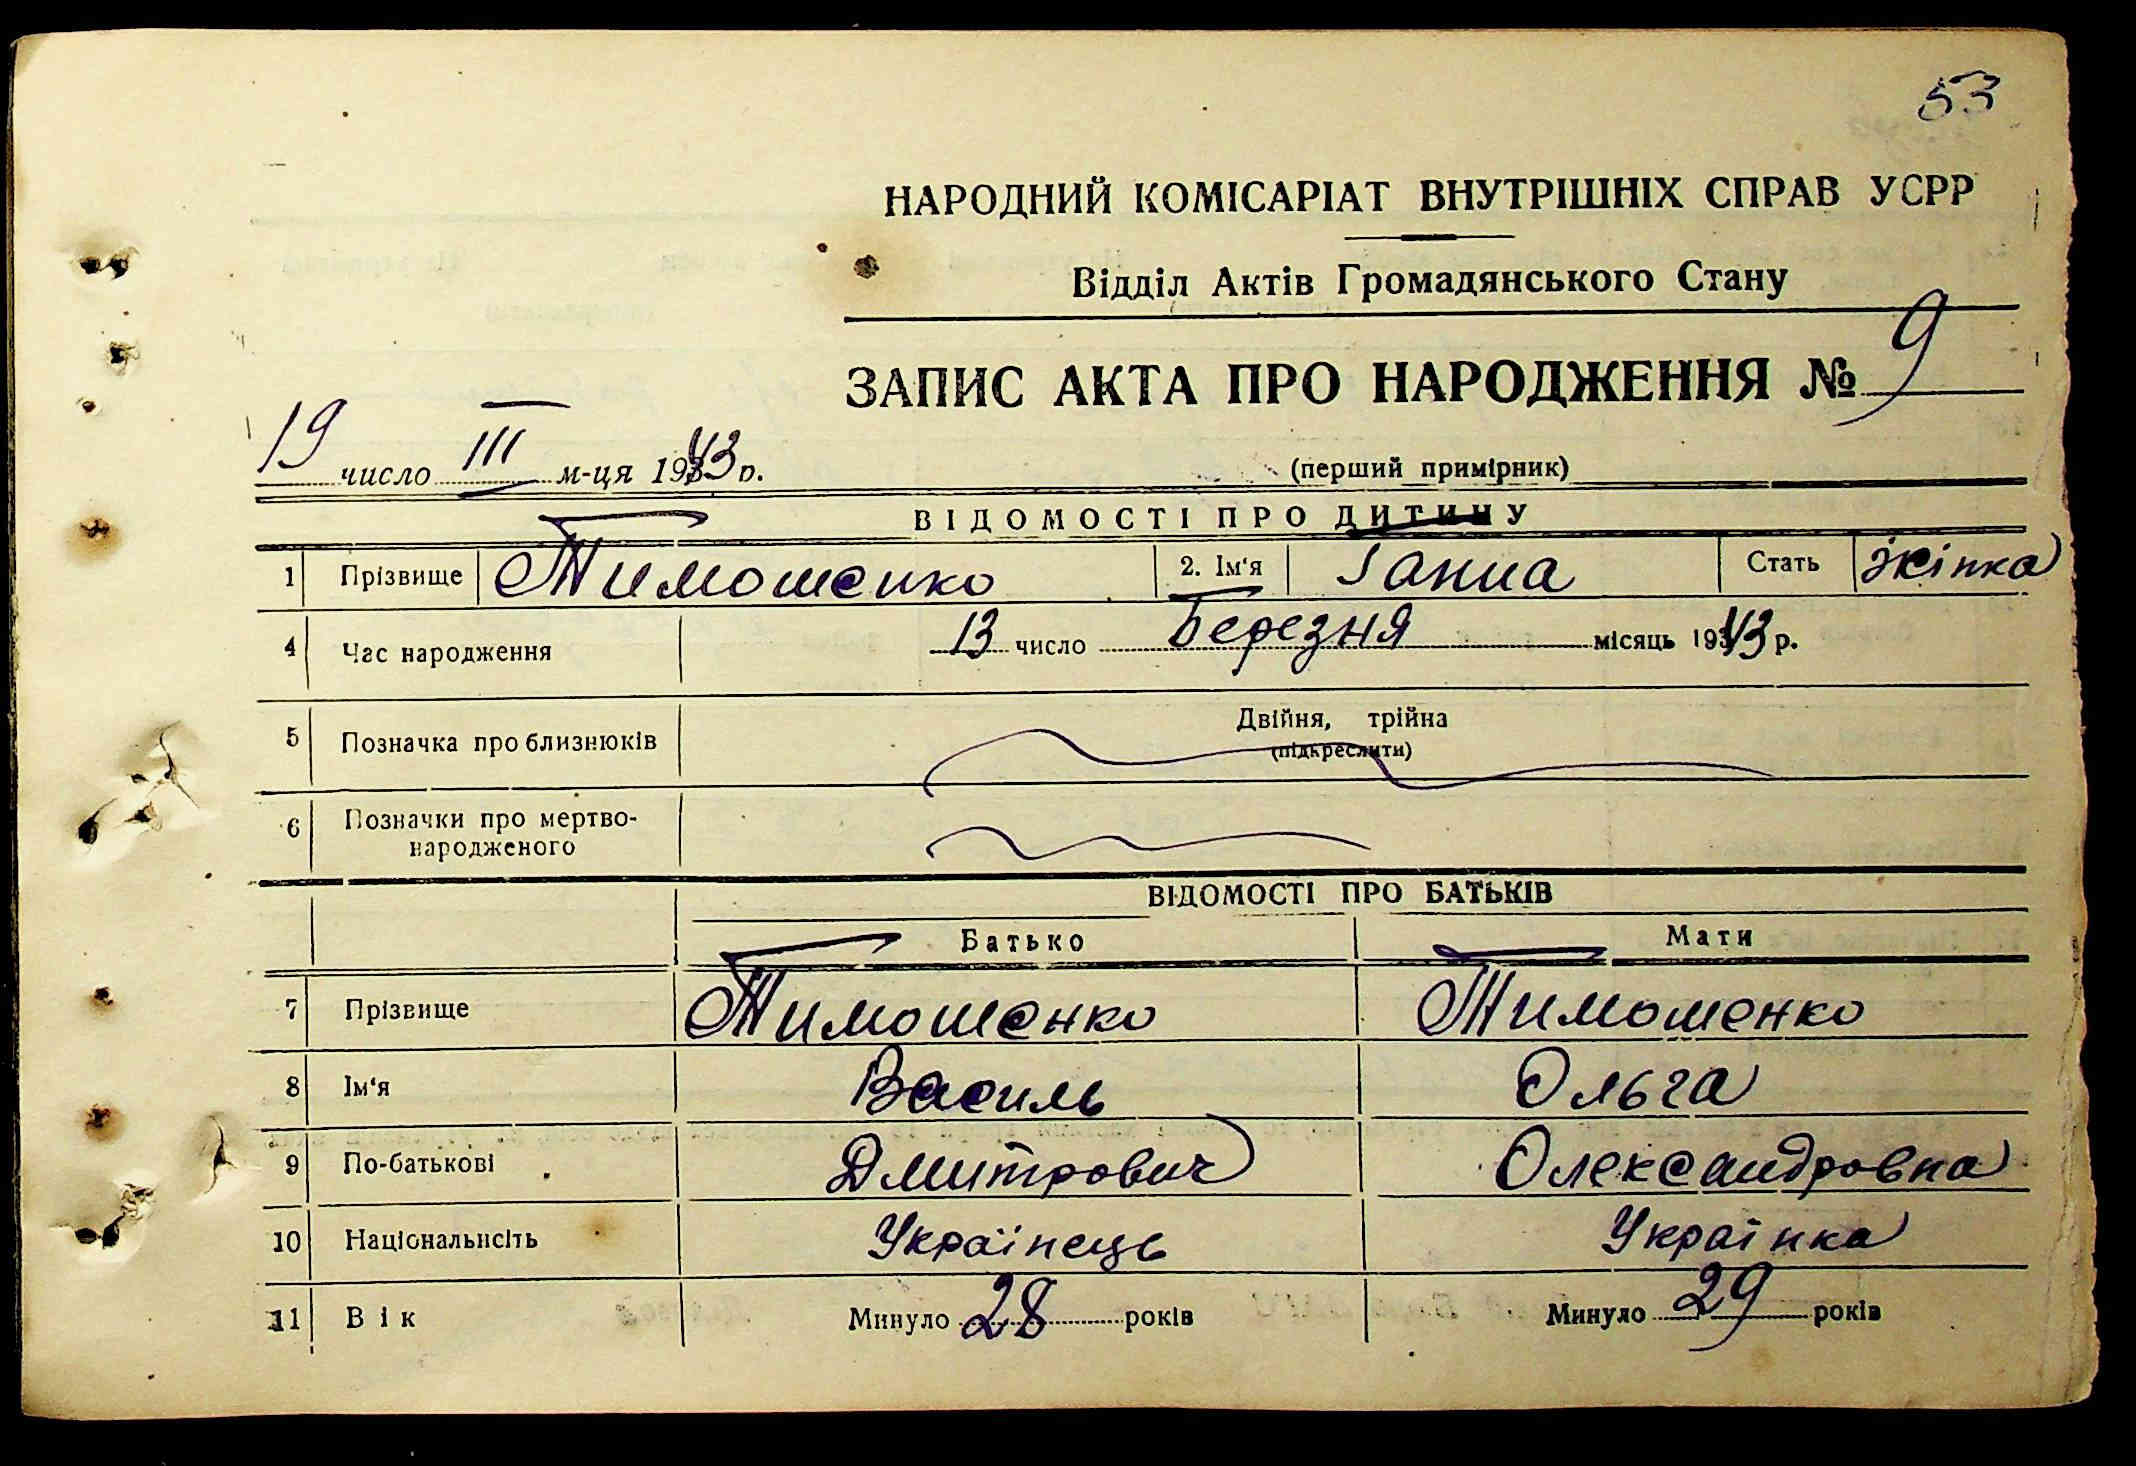 53
НАРОДНИЙ КОМІСАРІАТ ВНУТРІШНІХ СПРАВ УСРР
Відділ Актів Громадянського Стану
ЗАПИС АКТА ПРО НАРОДЖЕННЯ № 9
19 число III м-ця 1943 р.
(перший примірник)
ВІДОМОСТІ ПРО ДИТИНУ
1 Прізвище Тимошенко 2. Ім'я Ганна Стать жінка
4 Час народження 13 число Березня місяць 1943 р.
5 Позначка про близнюків Двійня, трійна
(підкреслити)
6 Позначки про мертво-
народженого
ВІДОМОСТІ ПРО БАТЬКІВ
Батько Мати
7 Прізвище Тимошенко Тимошенко
8 Ім'я Василь Ольга
9 По-батькові Дмитрович Олександровна
10 Національність Українець Українка
11 Вік Минуло 28 років Минуло 29 років